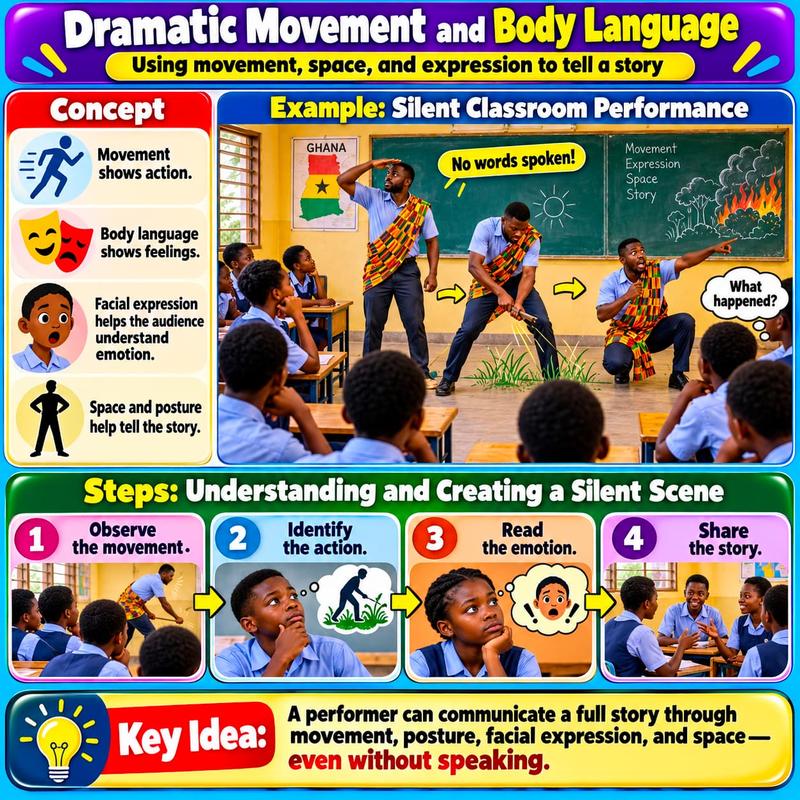 Dramatic Movement and Body Language
Using movement, space, and expression to tell a story
Concept
Movement
shows action.
Body language
shows feelings.
Facial expression
helps the audience
understand
emotion.
Space and posture
help tell the story.
Example: Silent Classroom Performance
GHANA
No words spoken!
Movement
Expression
Space
Story
What
happened?
Steps: Understanding and Creating a Silent Scene
1
Observe
the movement.
2
Identify
the action.
3
Read
the emotion.
4
Share
the story.
Key Idea:
A performer can communicate a full story through
movement, posture, facial expression, and space—
even without speaking.